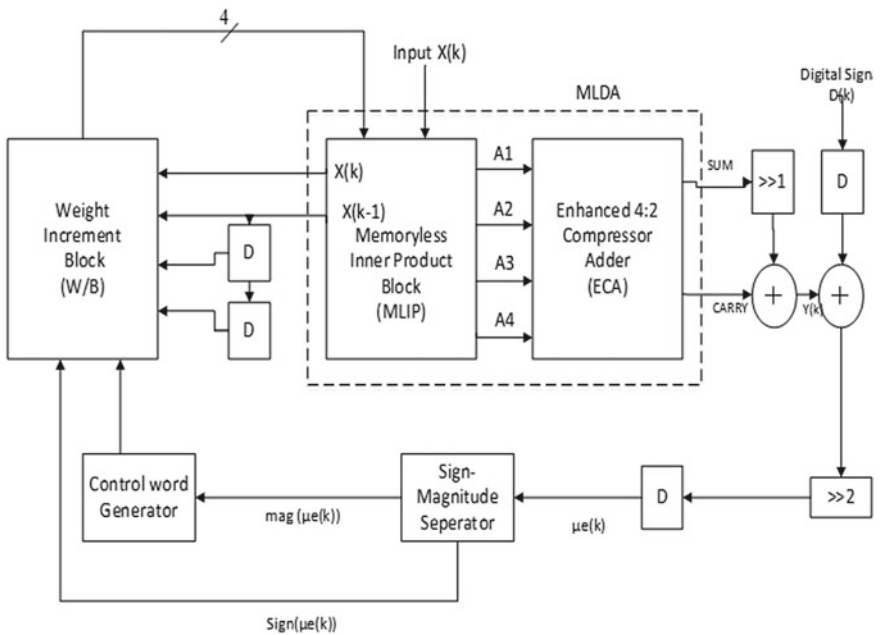 4
Input X(k)
MLDA
Digital Sign
D(k)
X(k)
X(k-1)
Weight
Increment
Block
(W/B)
D
D
Memoryless
Inner Product
Block
(MLIP)
A1
A2
A3
A4
Enhanced 4:2
Compressor
Adder
(ECA)
SUM
CARRY
>>1
D
+
Y(k)
+
Control word
Generator
mag (μe(k))
Sign-
Magnitude
Seperator
μe(k)
D
>>2
Sign(μe(k))